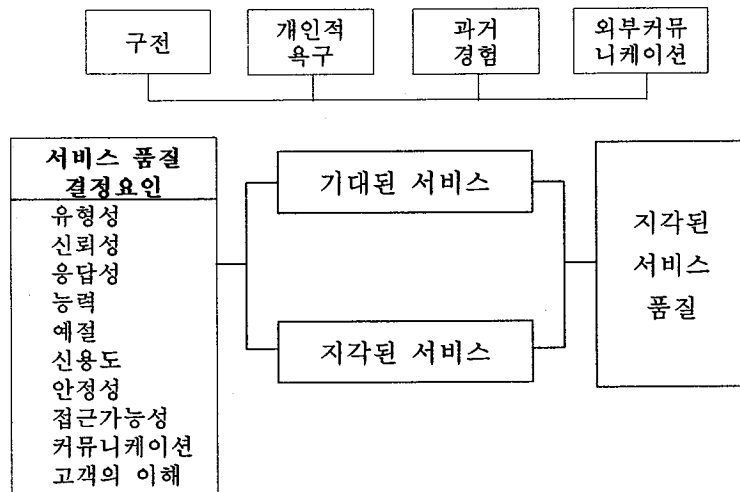 구전
개인적
욕구
과거
경험
외부커뮤
니케이션
서비스 품질
결정요인
유형성
신뢰성
응답성
능력
예절
신용도
안정성
접근가능성
커뮤니케이션
고객의 이해
기대된 서비스
지각된 서비스
지각된
서비스
품질